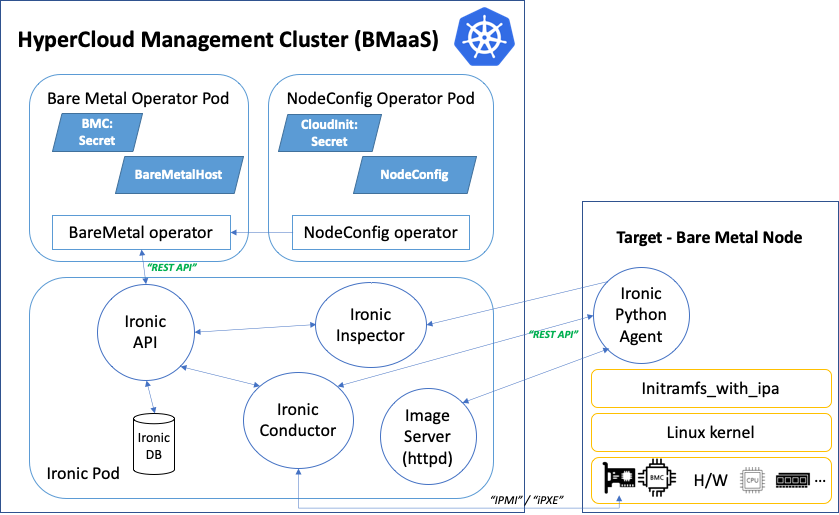 HyperCloud Management Cluster (BMaaS)
Bare Metal Operator Pod
BMC:
Secret
BareMetalHost
BareMetal operator
NodeConfig Operator Pod
CloudInit:
Secret
NodeConfig
NodeConfig operator
"REST API"
Ironic
API
Ironic
Inspector
Ironic
Conductor
Ironic
DB
Image
Server
(httpd)
Ironic Pod
"REST API"
"IPMI" / "iPXE"
Target - Bare Metal Node
Ironic
Python
Agent
Initramfs_with_ipa
Linux kernel
BMC
H/W
CPU
...